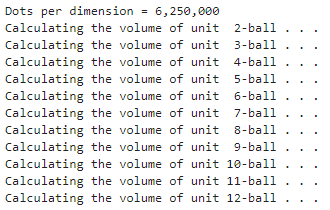 Dots per dimension = 6,250,000
Calculating the volume of unit  2-ball . . .
Calculating the volume of unit  3-ball . . .
Calculating the volume of unit  4-ball . . .
Calculating the volume of unit  5-ball . . .
Calculating the volume of unit  6-ball . . .
Calculating the volume of unit  7-ball . . .
Calculating the volume of unit  8-ball . . .
Calculating the volume of unit  9-ball . . .
Calculating the volume of unit 10-ball . . .
Calculating the volume of unit 11-ball . . .
Calculating the volume of unit 12-ball . . .